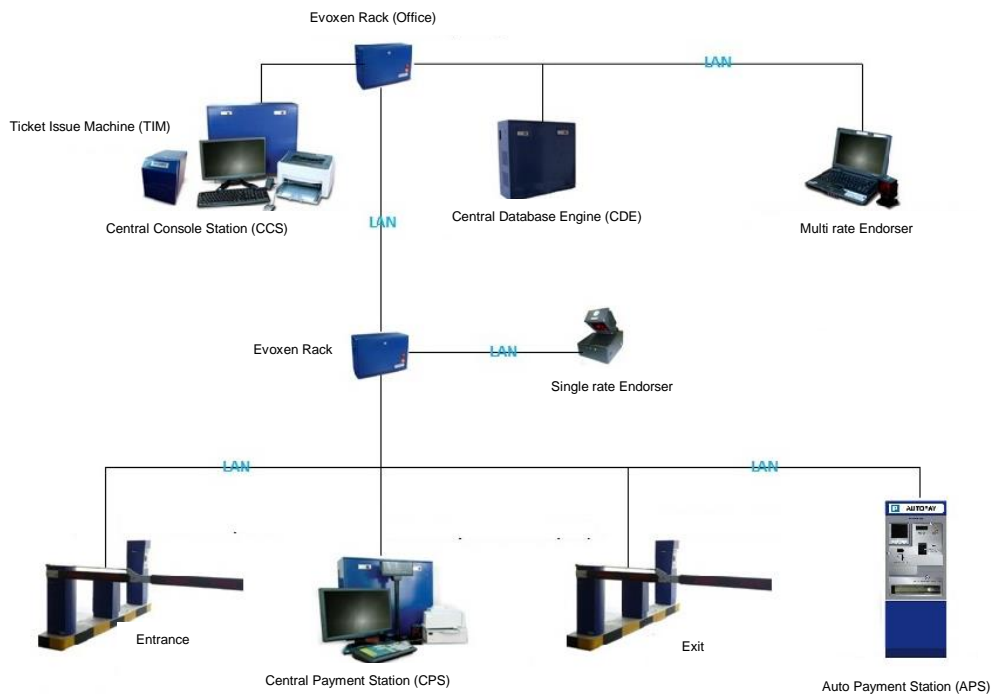 Evoxen Rack (Office)
LAN
Ticket Issue Machine (TIM)
Central Console Station (CCS)
LAN
Central Database Engine (CDE)
Multi rate Endorser
Evoxen Rack
LAN
Single rate Endorser
LAN
LAN
P AUTOPAY
Entrance
Exit
Central Payment Station (CPS)
Auto Payment Station (APS)